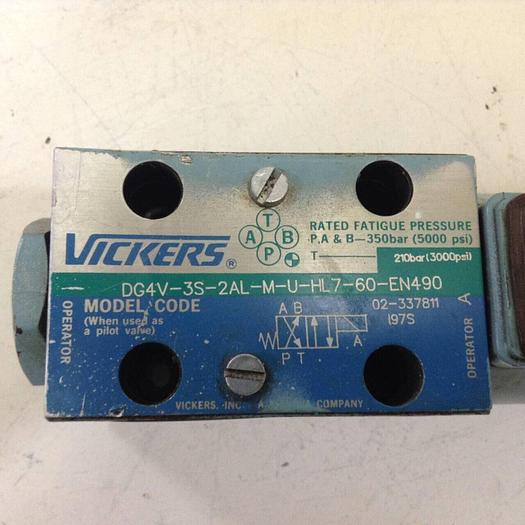 VICKERS®
T
A B
P
RATED FATIGUE PRESSURE
P,A & B-350bar (5000 psi)
T 210bar (3000psi)
DG4V-3S-2AL-M-U-HL7-60-EN490
MODEL CODE
(When used as
a pilot valve)
A B
P T
A
02-337811
197S
OPERATOR
OPERATOR A
VICKERS, INC. A COMPANY